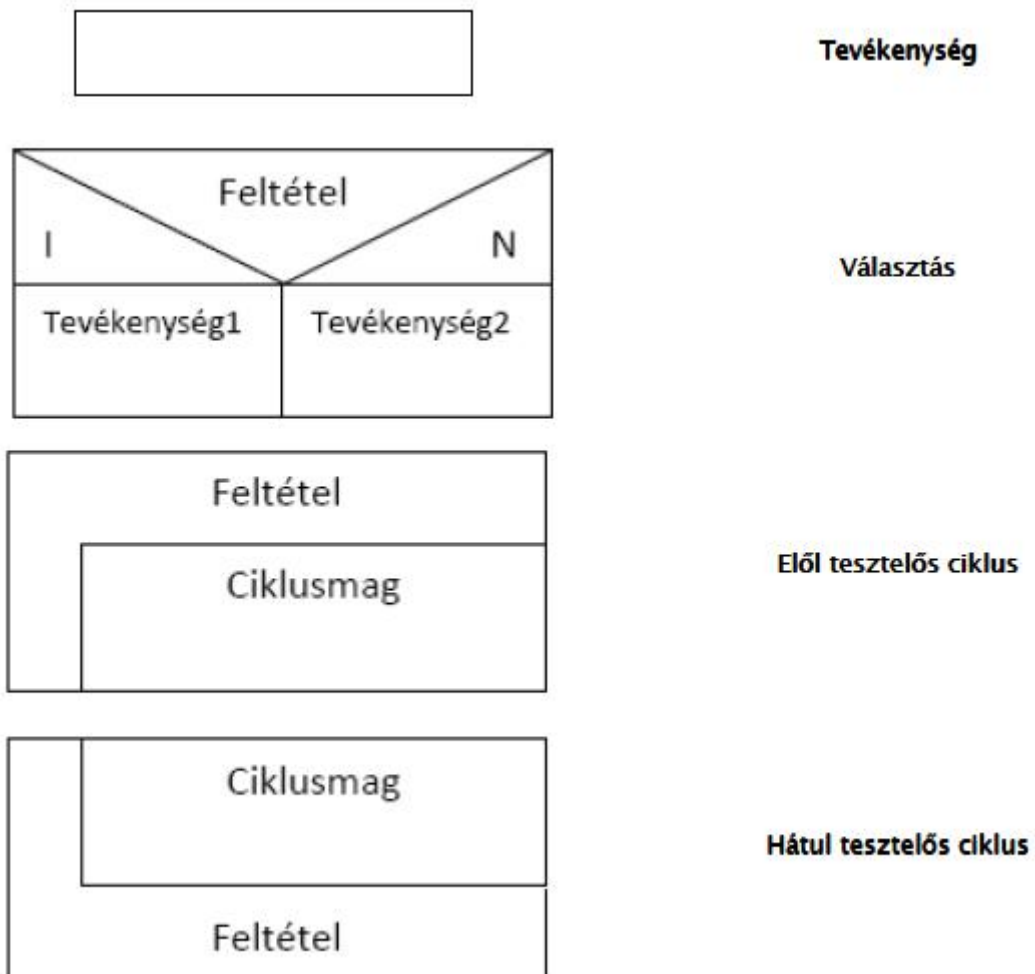 Tevékenység
Feltétel
I
N
Tevékenység1
Tevékenység2
Választás
Feltétel
Ciklusmag
Elől tesztelős ciklus
Ciklusmag
Feltétel
Hátul tesztelős ciklus